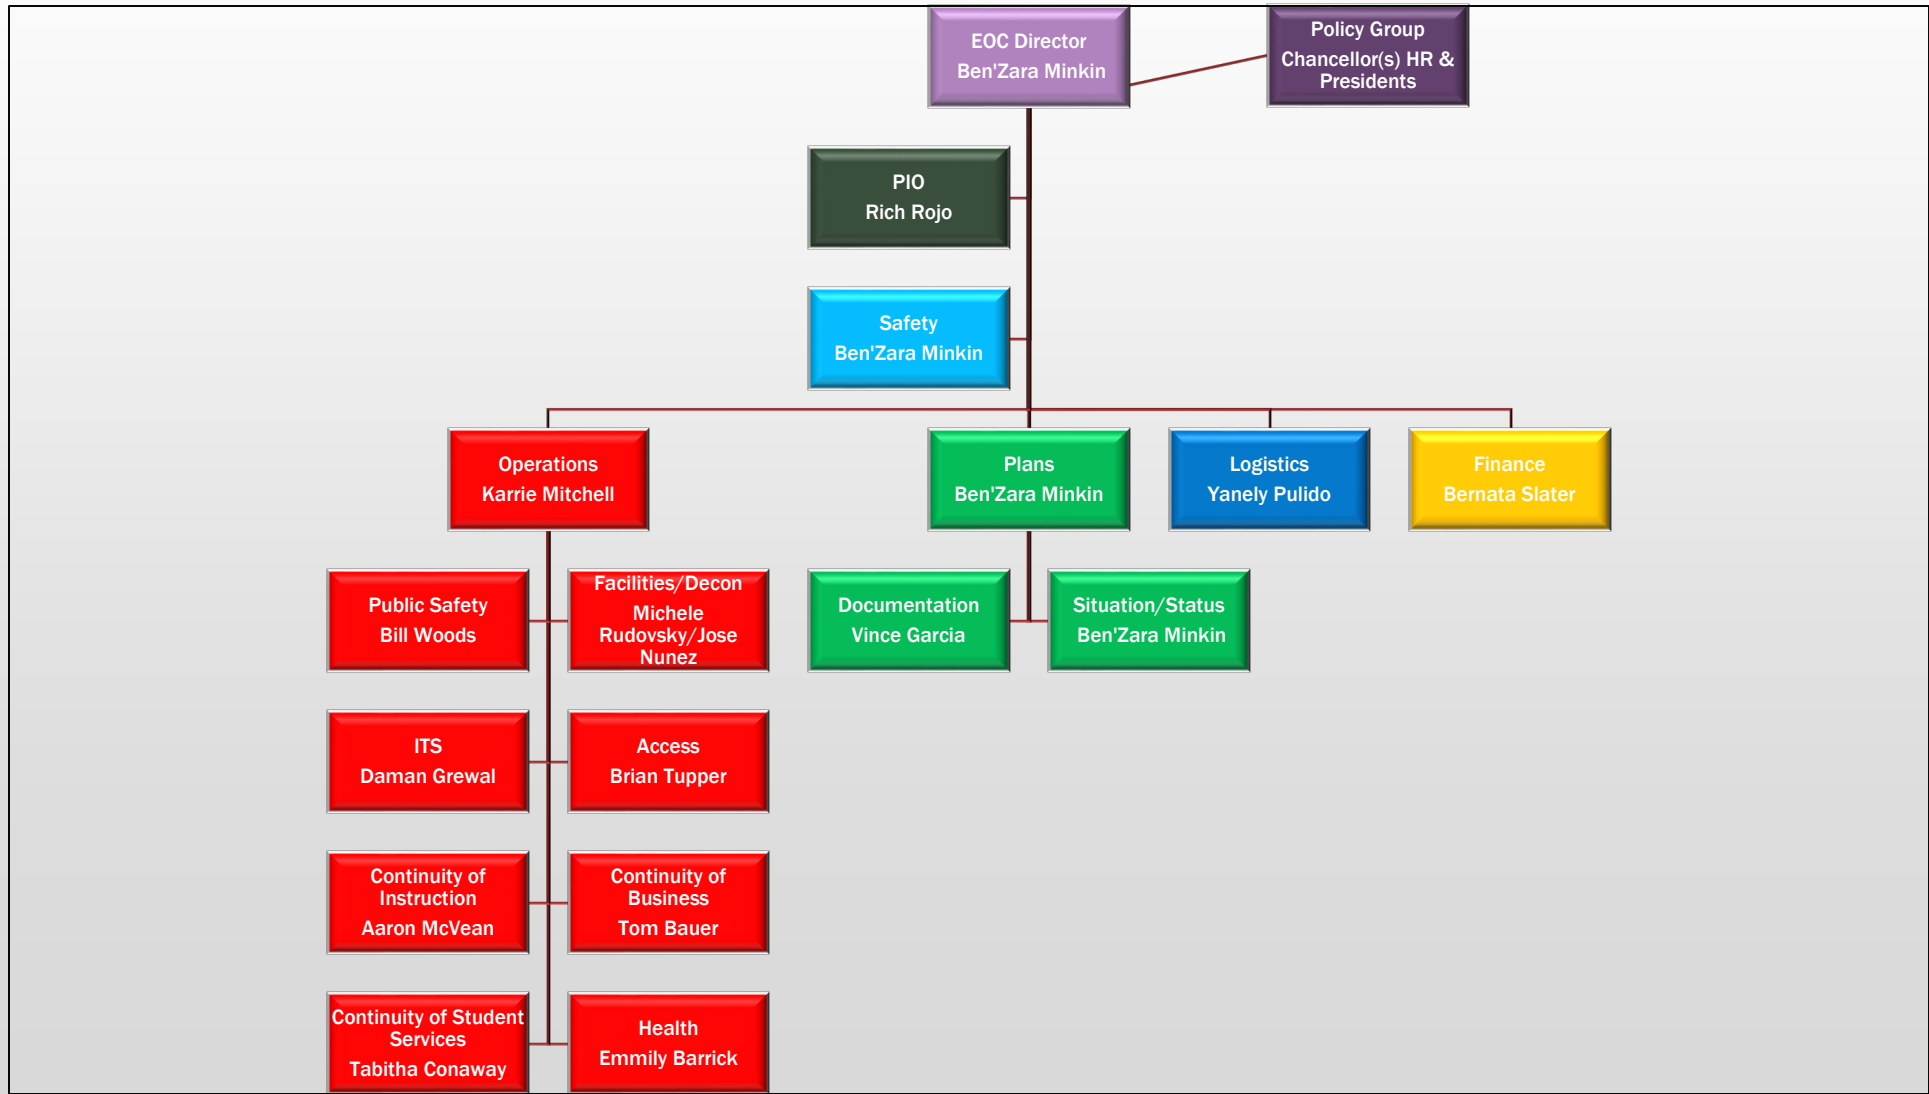 EOC Director
Ben'Zara Minkin
Policy Group
Chancellor(s) HR &
Presidents
PIO
Rich Rojo
Safety
Ben'Zara Minkin
Operations
Karrie Mitchell
Plans
Ben'Zara Minkin
Logistics
Yanely Pulido
Finance
Bernata Slater
Public Safety
Bill Woods
Facilities/Decon
Michele
Rudovsky/Jose
Nunez
Documentation
Vince Garcia
Situation/Status
Ben'Zara Minkin
ITS
Daman Grewal
Access
Brian Tupper
Continuity of
Instruction
Aaron McVean
Continuity of
Business
Tom Bauer
Continuity of Student
Services
Tabitha Conaway
Health
Emmily Barrick